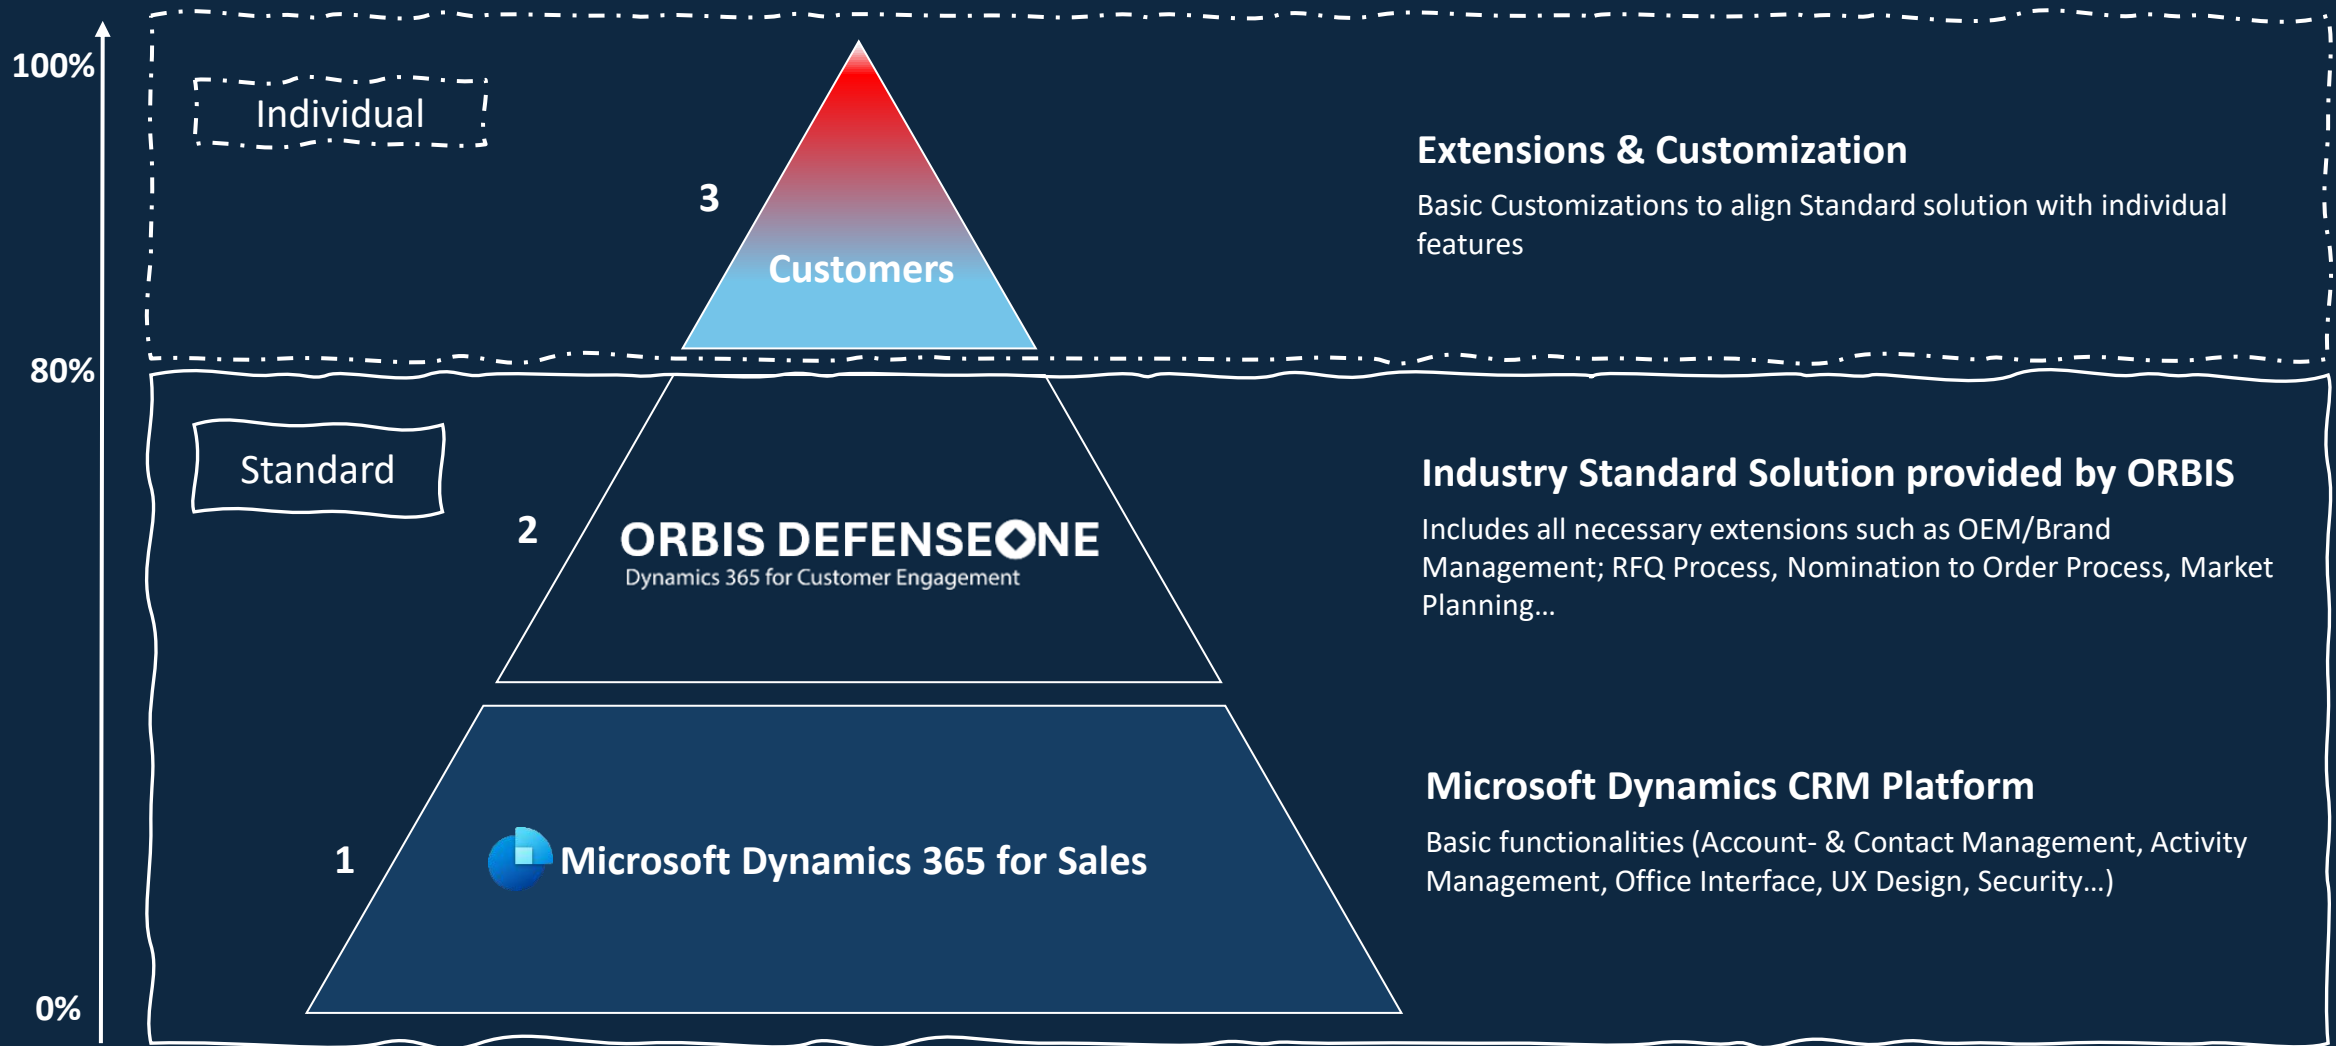 100%
Individual
3
Customers
Extensions & Customization
Basic Customizations to align Standard solution with individual
features
80%
Standard
2
ORBIS DEFENSEONE
Dynamics 365 for Customer Engagement
Industry Standard Solution provided by ORBIS
Includes all necessary extensions such as OEM/Brand
Management; RFQ Process, Nomination to Order Process, Market
Planning...
1
Microsoft Dynamics 365 for Sales
Microsoft Dynamics CRM Platform
Basic functionalities (Account- & Contact Management, Activity
Management, Office Interface, UX Design, Security...)
0%